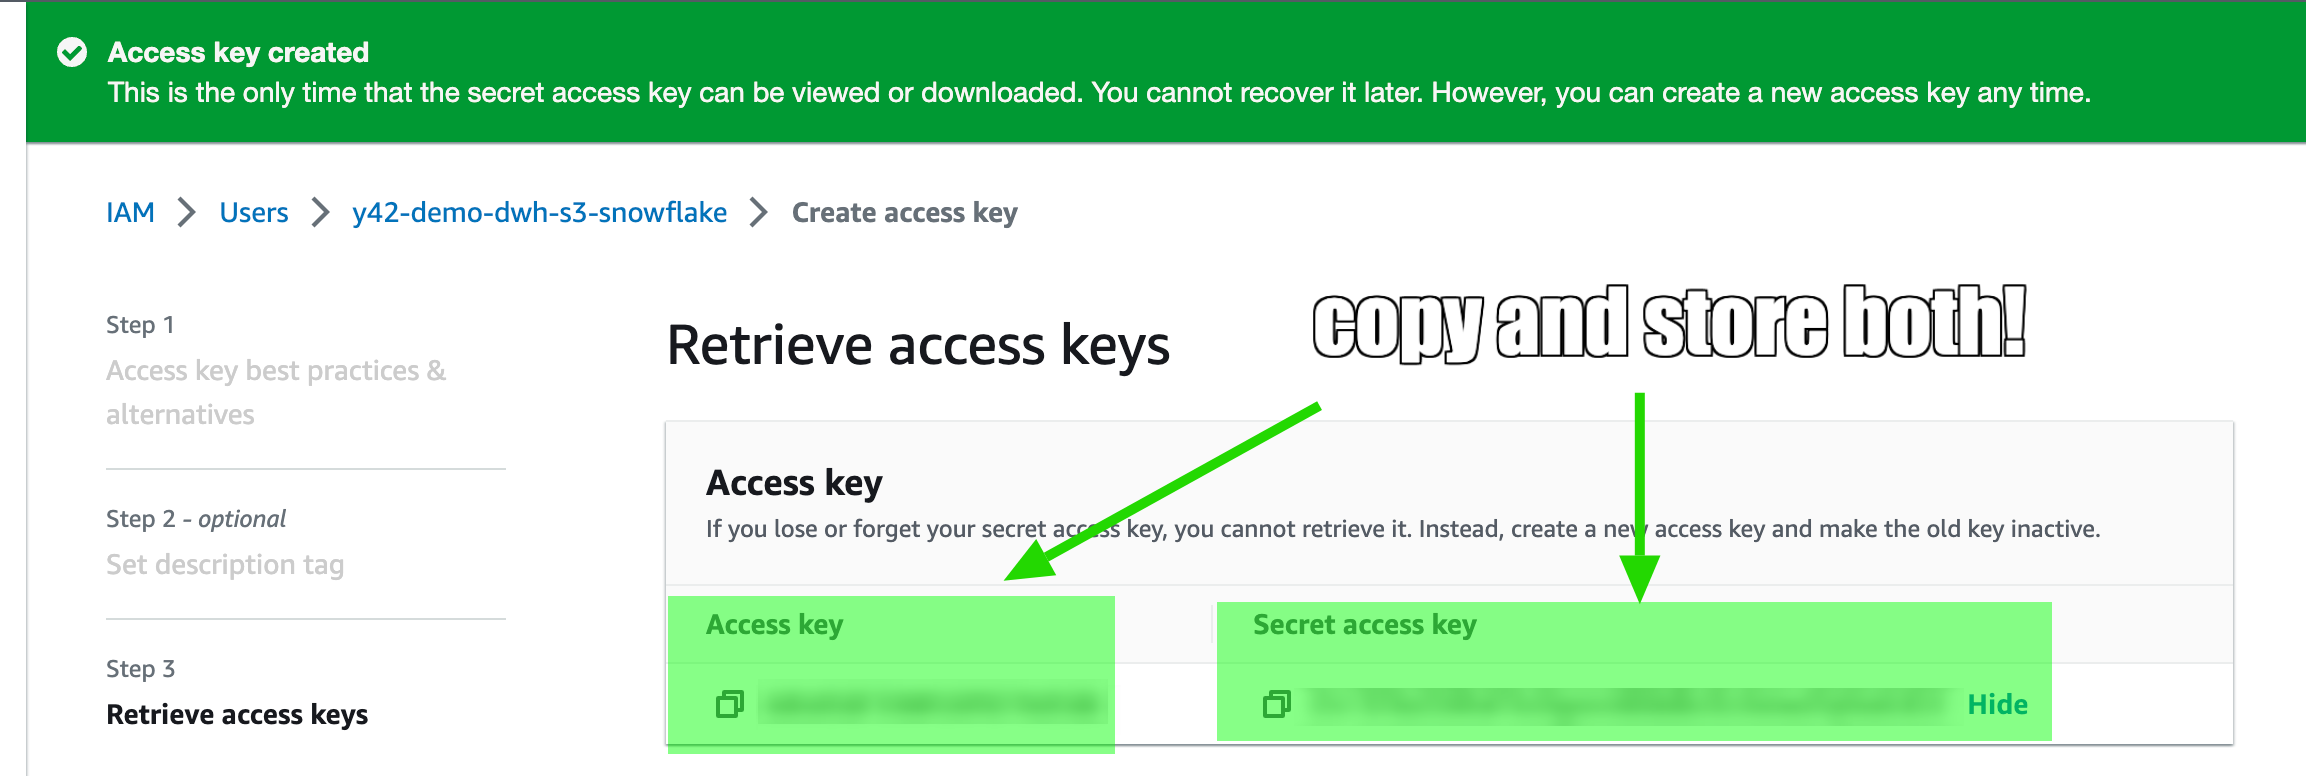 Access key created
This is the only time that the secret access key can be viewed or downloaded. You cannot recover it later. However, you can create a new access key any time.
IAM > Users > y42-demo-dwh-s3-snowflake > Create access key
Step 1
Access key best practices &
alternatives
Step 2 - optional
Set description tag
Step 3
Retrieve access keys
Retrieve access keys
copy and store both!
Access key
If you lose or forget your secret access key, you cannot retrieve it. Instead, create a new access key and make the old key inactive.
Access key
Secret access key
Hide